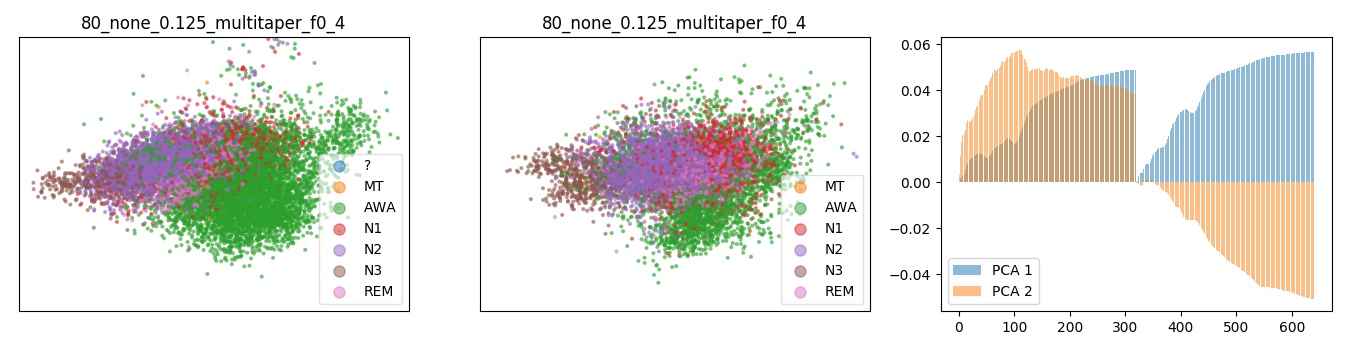 80_none_0.125_multitaper_f0_4
?
MT
AWA
N1
N2
N3
REM
80_none_0.125_multitaper_f0_4
MT
AWA
N1
N2
N3
REM
0.06
0.04
0.02
0.00
−0.02
−0.04
PCA 1
PCA 2
0 100 200 300 400 500 600